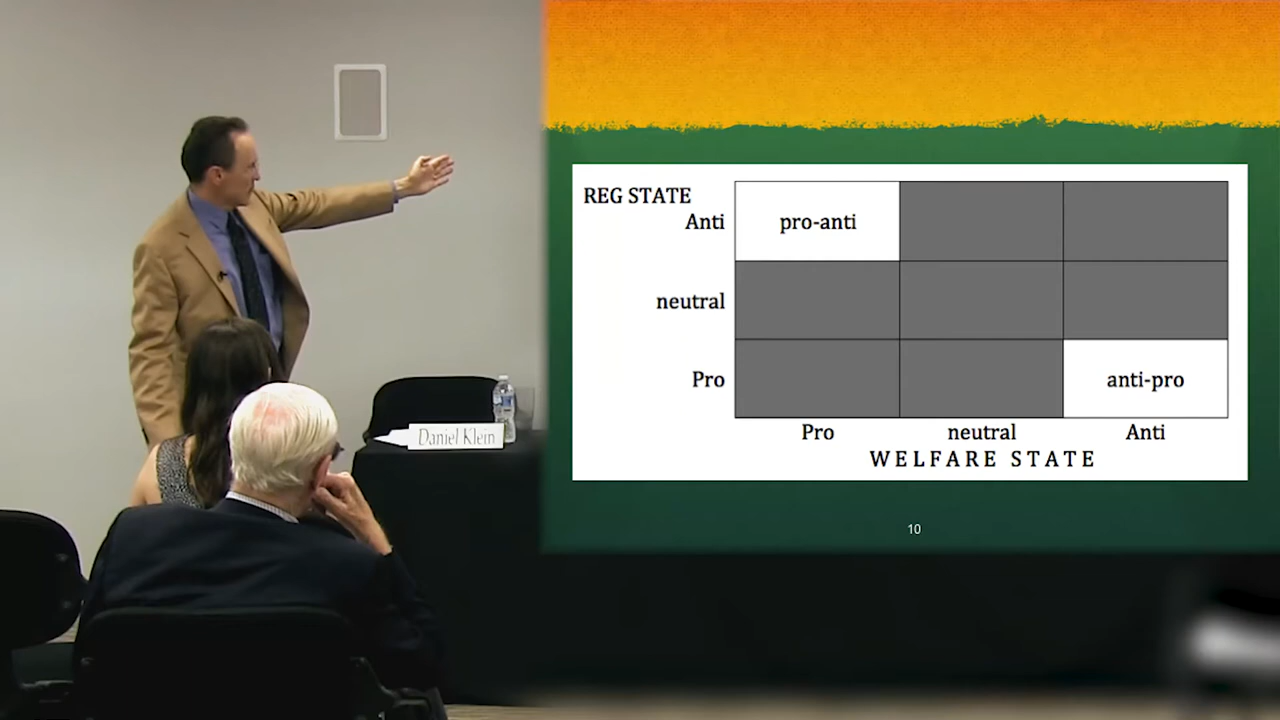 Daniel Klein
REG STATE
Anti
pro-anti
neutral
Pro
anti-pro
Pro neutral Anti
WELFARE STATE
10